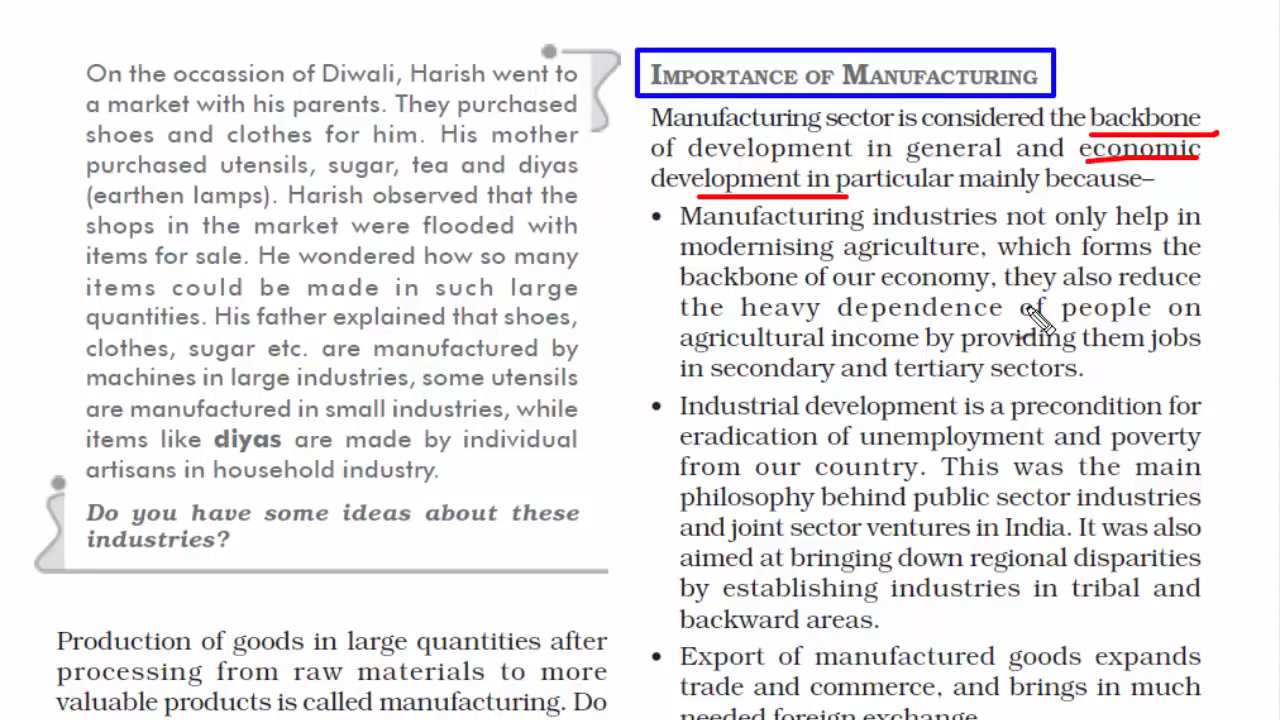 On the occassion of Diwali, Harish went to
a market with his parents. They purchased
shoes and clothes for him. His mother
purchased utensils, sugar, tea and diyas
(earthen lamps). Harish observed that the
shops in the market were flooded with
items for sale. He wondered how so many
items could be made in such large
quantities. His father explained that shoes,
clothes, sugar etc. are manufactured by
machines in large industries, some utensils
are manufactured in small industries, while
items like diyas are made by individual
artisans in household industry.
Do you have some ideas about these
industries?
Production of goods in large quantities after
processing from raw materials to more
valuable products is called manufacturing. Do
IMPORTANCE OF MANUFACTURING
Manufacturing sector is considered the backbone
of development in general and economic
development in particular mainly because–
• Manufacturing industries not only help in
modernising agriculture, which forms the
backbone of our economy, they also reduce
the heavy dependence of people on
agricultural income by providing them jobs
in secondary and tertiary sectors.
• Industrial development is a precondition for
eradication of unemployment and poverty
from our country. This was the main
philosophy behind public sector industries
and joint sector ventures in India. It was also
aimed at bringing down regional disparities
by establishing industries in tribal and
backward areas.
• Export of manufactured goods expands
trade and commerce, and brings in much
needed foreign exchange.